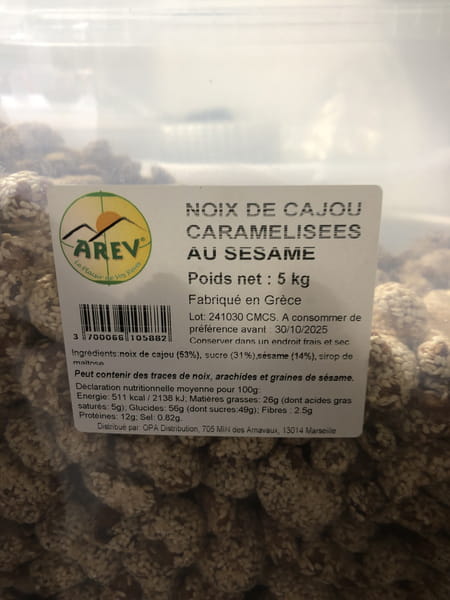 AREV®
Le Plaisir de Vos Papilles
NOIX DE CAJOU
CARAMELISEES
AU SESAME
Poids net : 5 kg
Fabriqué en Grèce
Lot: 241030 CMCS. A consommer de
préférence avant : 30/10/2025
Conserver dans un endroit frais et sec
3 700066 105882
Ingrédients:noix de cajou (53%), sucre (31%),sésame (14%), sirop de
maltose
Peut contenir des traces de noix, arachides et graines de sésame.
Déclaration nutritionnelle moyenne pour 100g:
Energie: 511 kcal / 2138 kJ; Matières grasses: 26g (dont acides gras
saturés: 5g); Glucides: 56g (dont sucres:49g); Fibres : 2.5g
Protéines: 12g; Sel: 0.82g.
Distribué par: OPA Distribution, 705 MIN des Arnavaux, 13014 Marseille